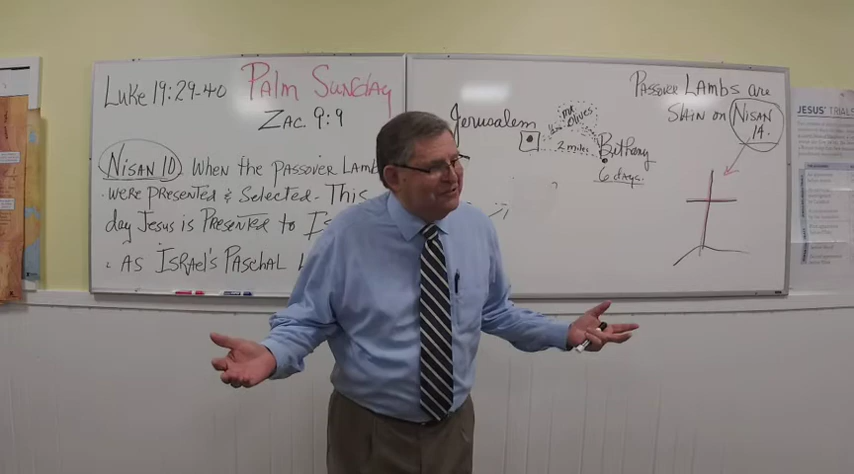 Luke 19:29-40
Palm Sunday
Zac. 9:9
Nisan 10 When the Passover Lamb
were Presented & Selected. This
day Jesus is Presented to Is
As Israel's Paschal L
Jerusalem
mt
Olives
2 miles
Bethany
6 days.
Passover Lambs are
Slain on Nisan
14.
JESUS' TRIALS